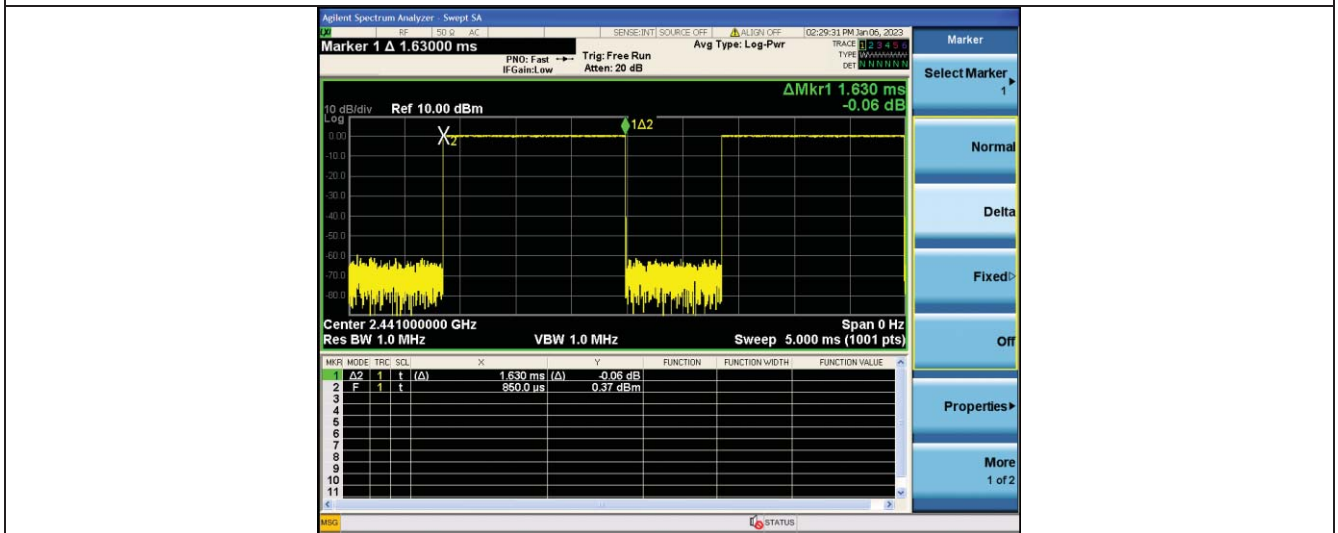 Agilent Spectrum Analyzer - Swept SA
RF 50 Ω AC SENSE:INT SOURCE OFF ALIGN OFF 02:29:31 PM Jan 06, 2023
Marker 1 Δ 1.63000 ms
PNO: Fast
IFGain:Low
Trig: Free Run
Atten: 20 dB
Avg Type: Log-Pwr
TRACE 1 2 3 4 5 6
TYPE WWWWWW
DET N N N N N N
ΔMkr1 1.630 ms
-0.06 dB
10 dB/div Ref 10.00 dBm
Log
0.00
-10.0
-20.0
-30.0
-40.0
-50.0
-60.0
-70.0
-80.0
X2
1Δ2
Center 2.441000000 GHz Span 0 Hz
Res BW 1.0 MHz VBW 1.0 MHz Sweep 5.000 ms (1001 pts)
MKR MODE TRC SCL X Y FUNCTION FUNCTION WIDTH FUNCTION VALUE
1 Δ2 1 t (Δ) 1.630 ms (Δ) -0.06 dB
2 F 1 t 850.0 µs 0.37 dBm
3
4
5
6
7
8
9
10
11
MSG STATUS
Marker
Select Marker
1
Normal
Delta
Fixed
Off
Properties
More
1 of 2